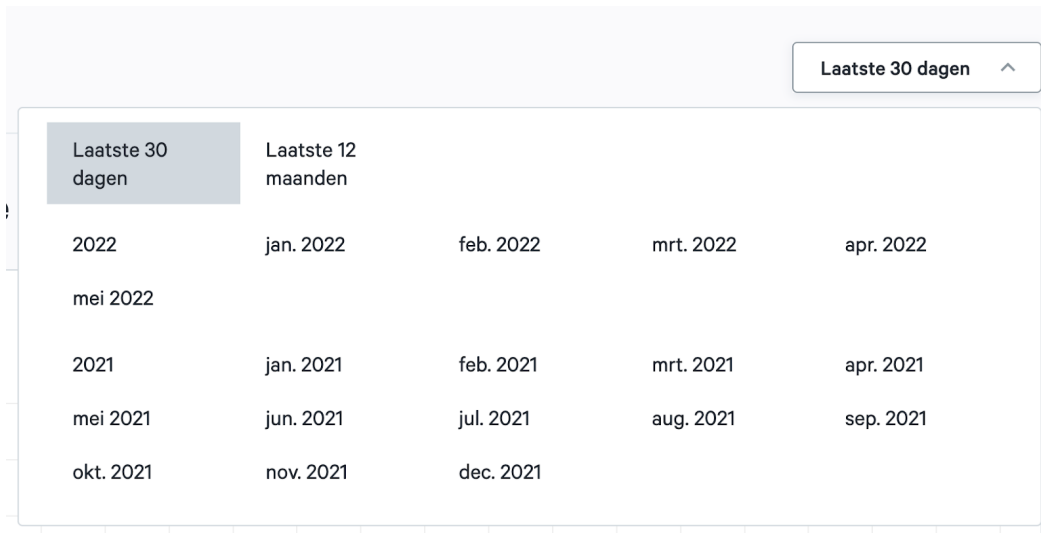 Laatste 30 dagen
Laatste 30 Laatste 12
dagen maanden
2022 jan. 2022 feb. 2022 mrt. 2022 apr. 2022
mei 2022
2021 jan. 2021 feb. 2021 mrt. 2021 apr. 2021
mei 2021 jun. 2021 jul. 2021 aug. 2021 sep. 2021
okt. 2021 nov. 2021 dec. 2021